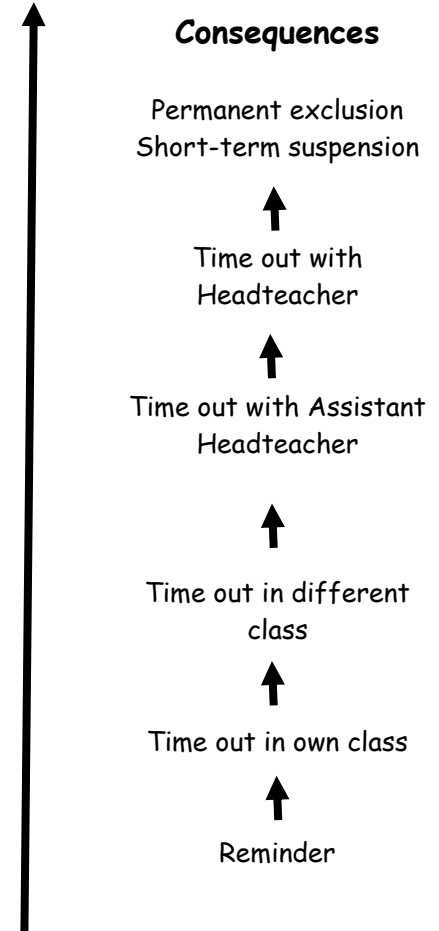 Consequences
Permanent exclusion
Short-term suspension
Time out with
Headteacher
Time out with Assistant
Headteacher
Time out in different
class
Time out in own class
Reminder